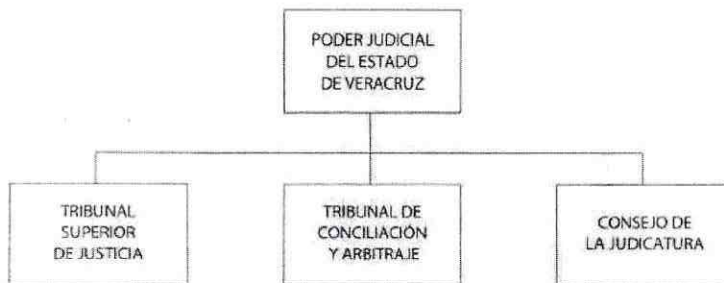 PODER JUDICIAL
DEL ESTADO
DE VERACRUZ
TRIBUNAL
SUPERIOR
DE JUSTICIA
TRIBUNAL DE
CONCILIACIÓN
Y ARBITRAJE
CONSEJO DE
LA JUDICATURA